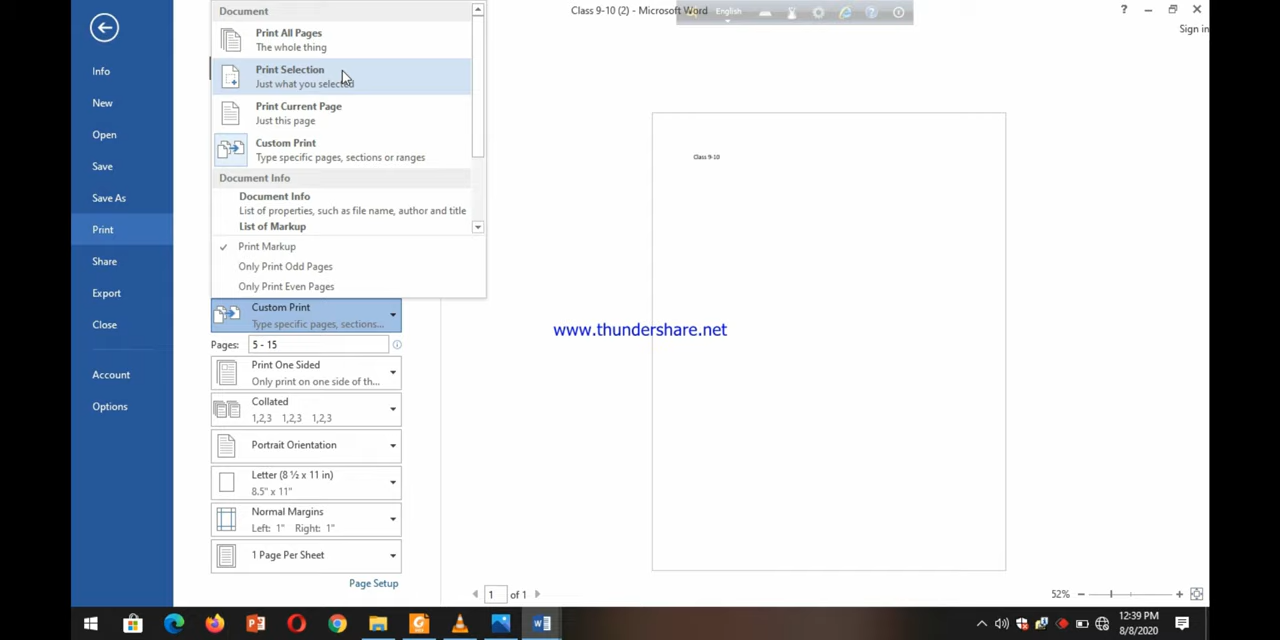 Class 9-10 (2) - Microsoft Word
English
?
Sign in
Info
New
Open
Save
Save As
Print
Share
Export
Close
Account
Options
Document
Print All Pages
The whole thing
Print Selection
Just what you selected
Print Current Page
Just this page
Custom Print
Type specific pages, sections or ranges
Document Info
Document Info
List of properties, such as file name, author and title
List of Markup
Print Markup
Only Print Odd Pages
Only Print Even Pages
Custom Print
Type specific pages, sections...
Pages: 5 - 15
Print One Sided
Only print on one side of th...
Collated
1,2,3 1,2,3 1,2,3
Portrait Orientation
Letter (8 ½ x 11 in)
8.5" x 11"
Normal Margins
Left: 1" Right: 1"
1 Page Per Sheet
Page Setup
Class 9-10
www.thundershare.net
1 of 1
52%
12:39 PM
8/8/2020